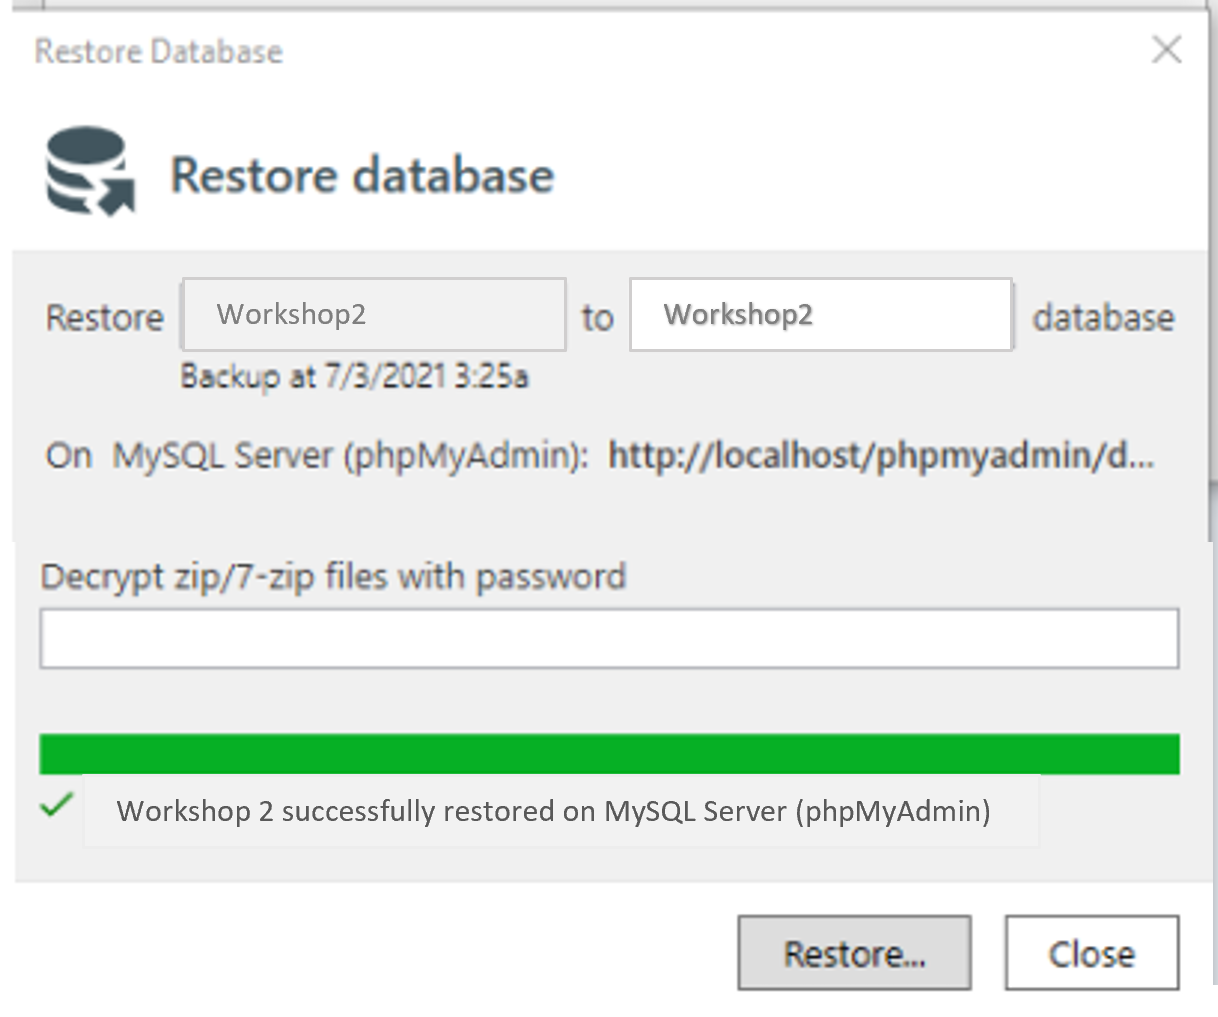 Restore Database
Restore database
Restore Workshop2 to Workshop2 database
Backup at 7/3/2021 3:25a
On MySQL Server (phpMyAdmin): http://localhost/phpmyadmin/d...
Decrypt zip/7-zip files with password
Workshop 2 successfully restored on MySQL Server (phpMyAdmin)
Restore... Close